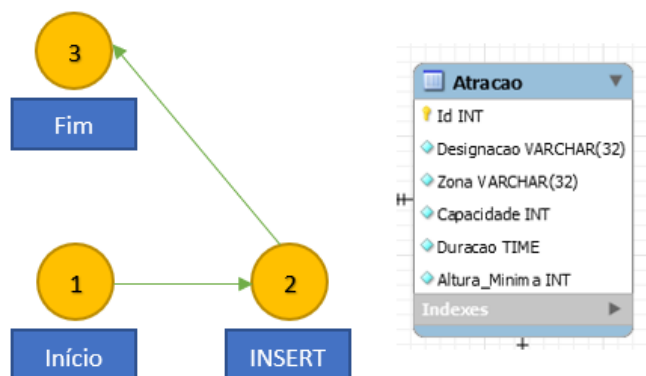 3
Fim
1
2
Início
INSERT
Atracao
Id INT
Designacao VARCHAR(32)
Zona VARCHAR(32)
Capacidade INT
Duracao TIME
Altura_Minima INT
Indexes